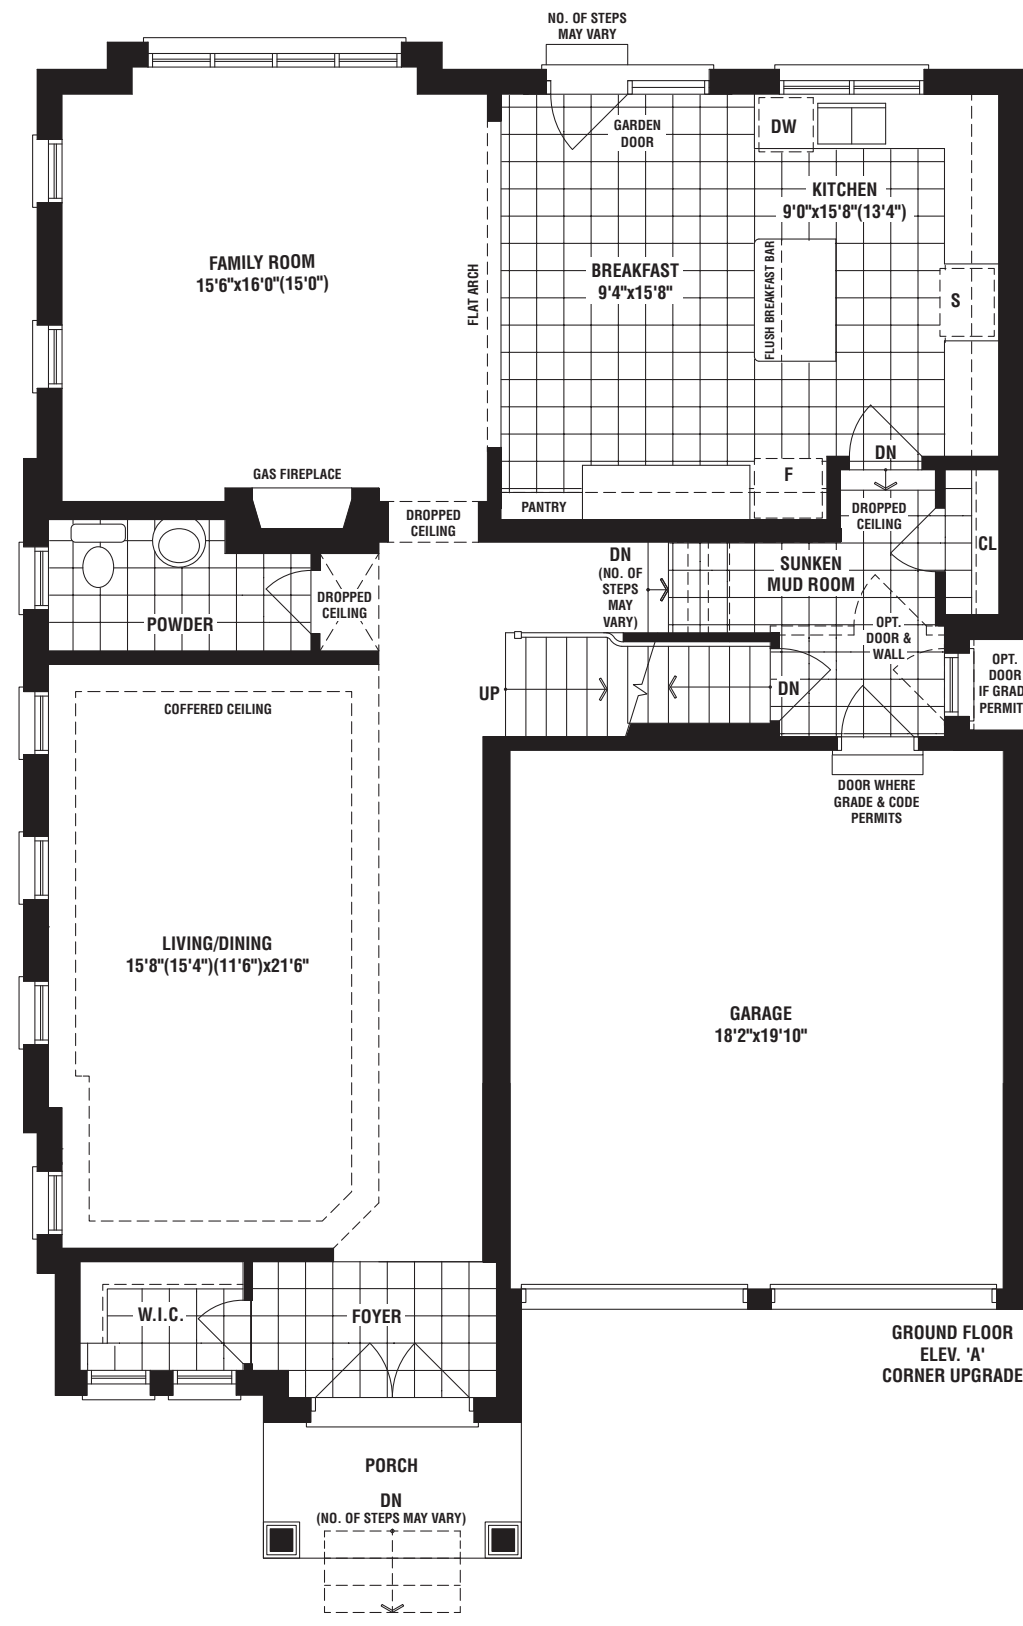 NO. OF STEPS
MAY VARY
GARDEN
DOOR
DW
KITCHEN
9'0"x15'8"(13'4")
FAMILY ROOM
15'6"x16'0"(15'0")
FLAT ARCH
BREAKFAST
9'4"x15'8"
FLUSH BREAKFAST BAR
S
GAS FIREPLACE
DROPPED
CEILING
PANTRY
F
DN
DROPPED
CEILING
CL
DN
(NO. OF
STEPS
MAY
VARY)
SUNKEN
MUD ROOM
POWDER
DROPPED
CEILING
OPT.
DOOR &
WALL
OPT.
DOOR
IF GRAD
PERMIT
UP
DN
COFFERED CEILING
DOOR WHERE
GRADE & CODE
PERMITS
LIVING/DINING
15'8"(15'4")(11'6")x21'6"
GARAGE
18'2"x19'10"
W.I.C.
FOYER
GROUND FLOOR
ELEV. 'A'
CORNER UPGRADE
PORCH
DN
(NO. OF STEPS MAY VARY)